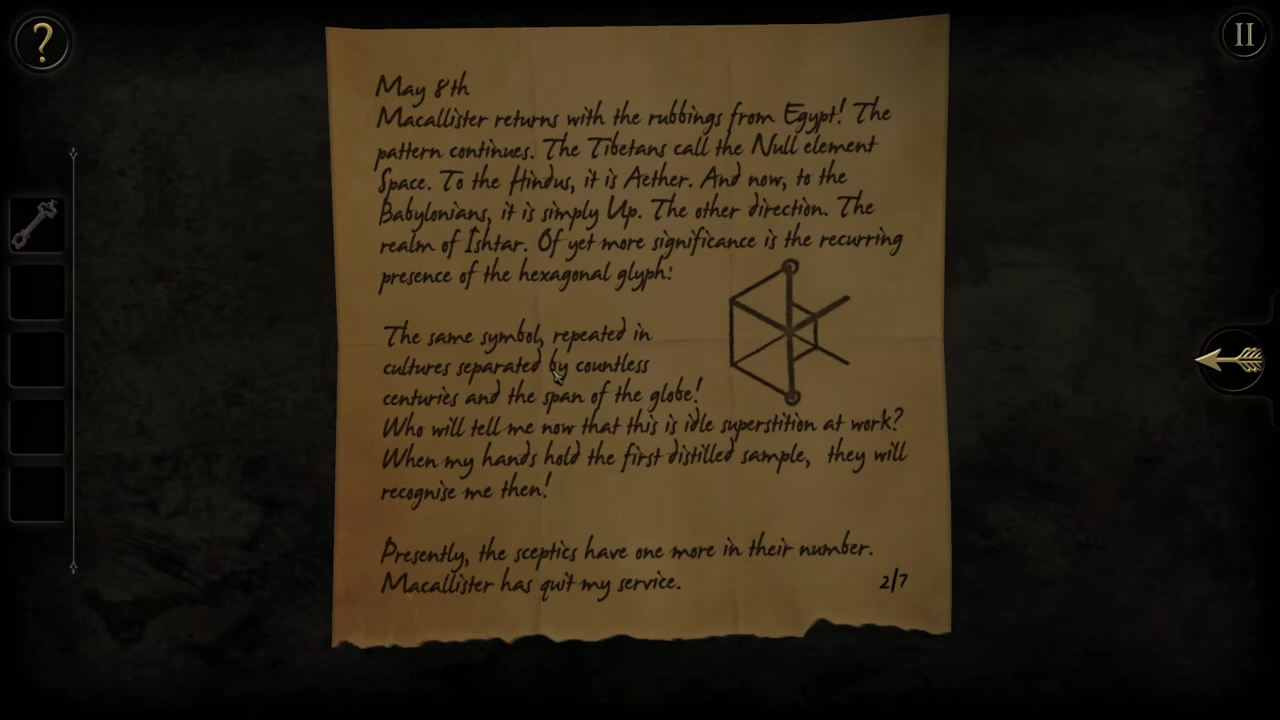 May 8th
Macallister returns with the rubbings from Egypt! The
pattern continues. The Tibetans call the Null element
Space. To the Hindus, it is Aether. And now, to the
Babylonians, it is simply Up. The other direction. The
realm of Ishtar. Of yet more significance is the recurring
presence of the hexagonal glyph:
The same symbol, repeated in
cultures separated by countless
centuries and the span of the globe!
Who will tell me now that this is idle superstition at work?
When my hands hold the first distilled sample, they will
recognise me then!
Presently, the sceptics have one more in their number.
Macallister has quit my service.
2/7
?
II